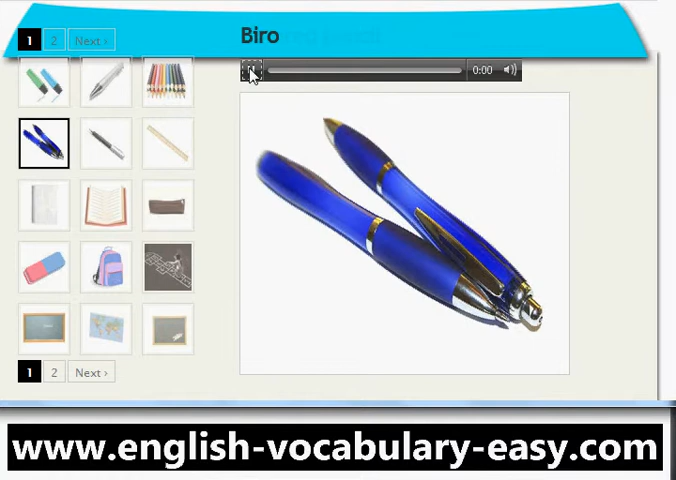 Biro
1 2 Next ›
0:00
1 2 Next ›
www.english-vocabulary-easy.com